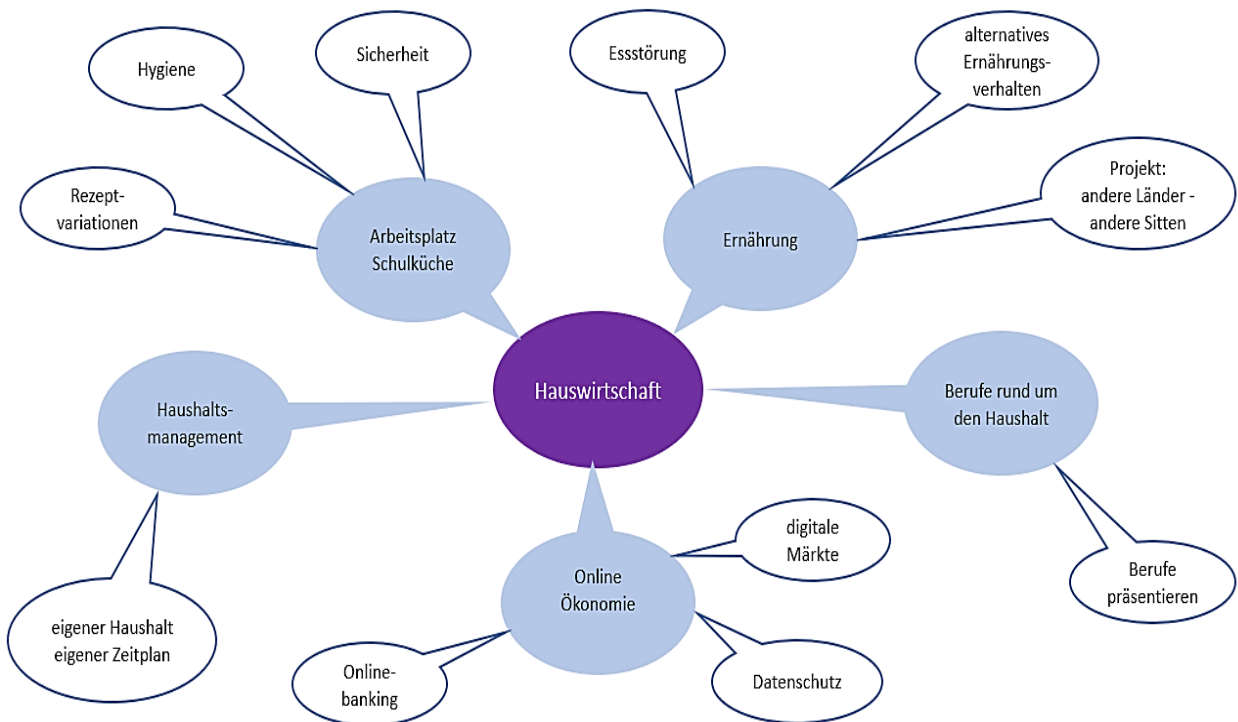 Hygiene
Sicherheit
Essstörung
alternatives
Ernährungs-
verhalten
Rezept-
variationen
Projekt:
andere Länder -
andere Sitten
Arbeitsplatz
Schulküche
Ernährung
Hauswirtschaft
Haushalts-
management
Berufe rund um
den Haushalt
eigener Haushalt
eigener Zeitplan
Online
Ökonomie
digitale
Märkte
Berufe
präsentieren
Online-
banking
Datenschutz